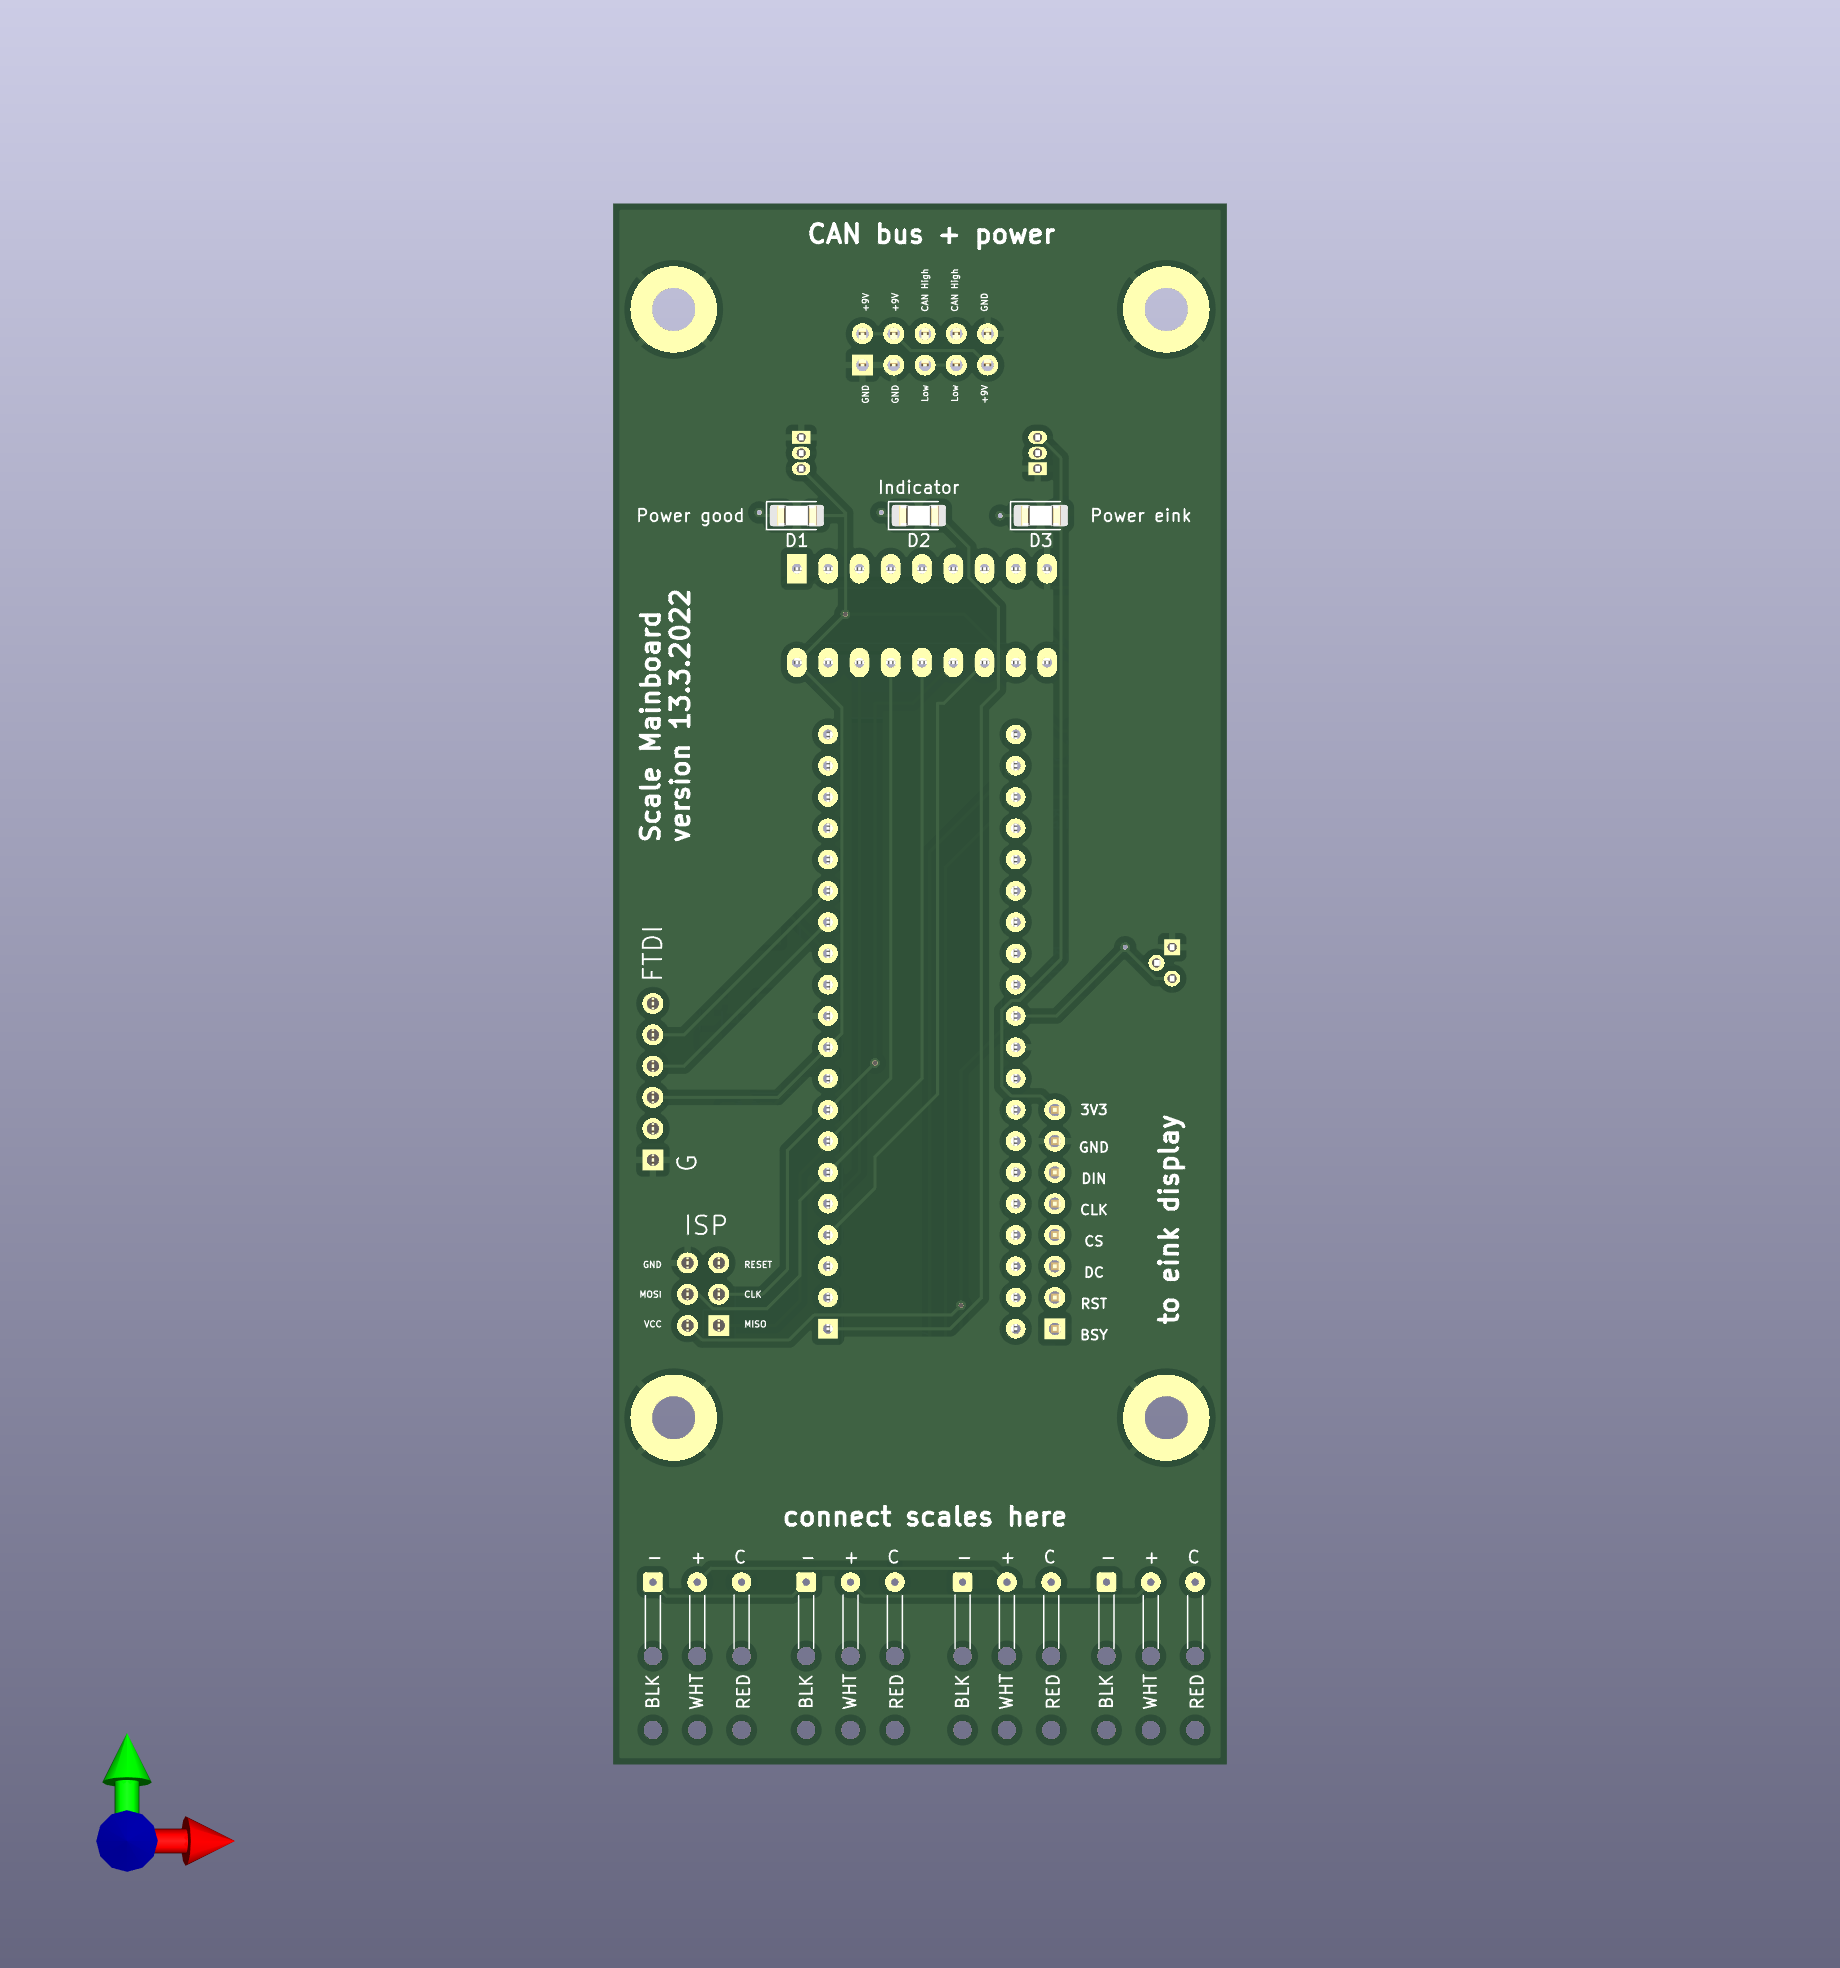 CAN bus + power
+9V +9V CAN High CAN High GND
GND GND Low Low +9V
Indicator
Power good
Power eink
D1 D2 D3
Scale Mainboard
version 13.3.2022
FTDI
G
3V3
GND
DIN
CLK
CS
DC
RST
BSY
to eink display
ISP
GND RESET
MOSI CLK
VCC MISO
connect scales here
- + C - + C - + C - + C
BLK WHT RED BLK WHT RED BLK WHT RED BLK WHT RED